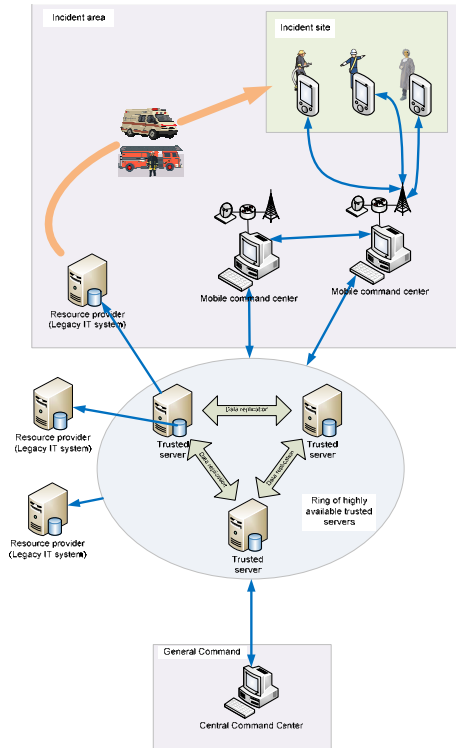 Incident area
Incident site
Mobile command center
Mobile command center
Resource provider
(Legacy IT system)
Data replication
Trusted
server
Trusted
server
Resource provider
(Legacy IT system)
Data replication
Data replication
Ring of highly
available trusted
servers
Resource provider
(Legacy IT system)
Trusted
server
General Command
Central Command Center